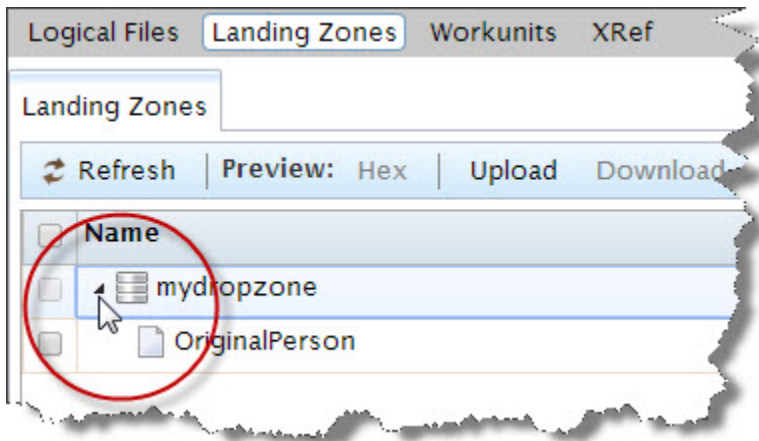 Logical Files Landing Zones Workunits XRef
Landing Zones
Refresh Preview: Hex Upload Download
Name
mydropzone
OriginalPerson